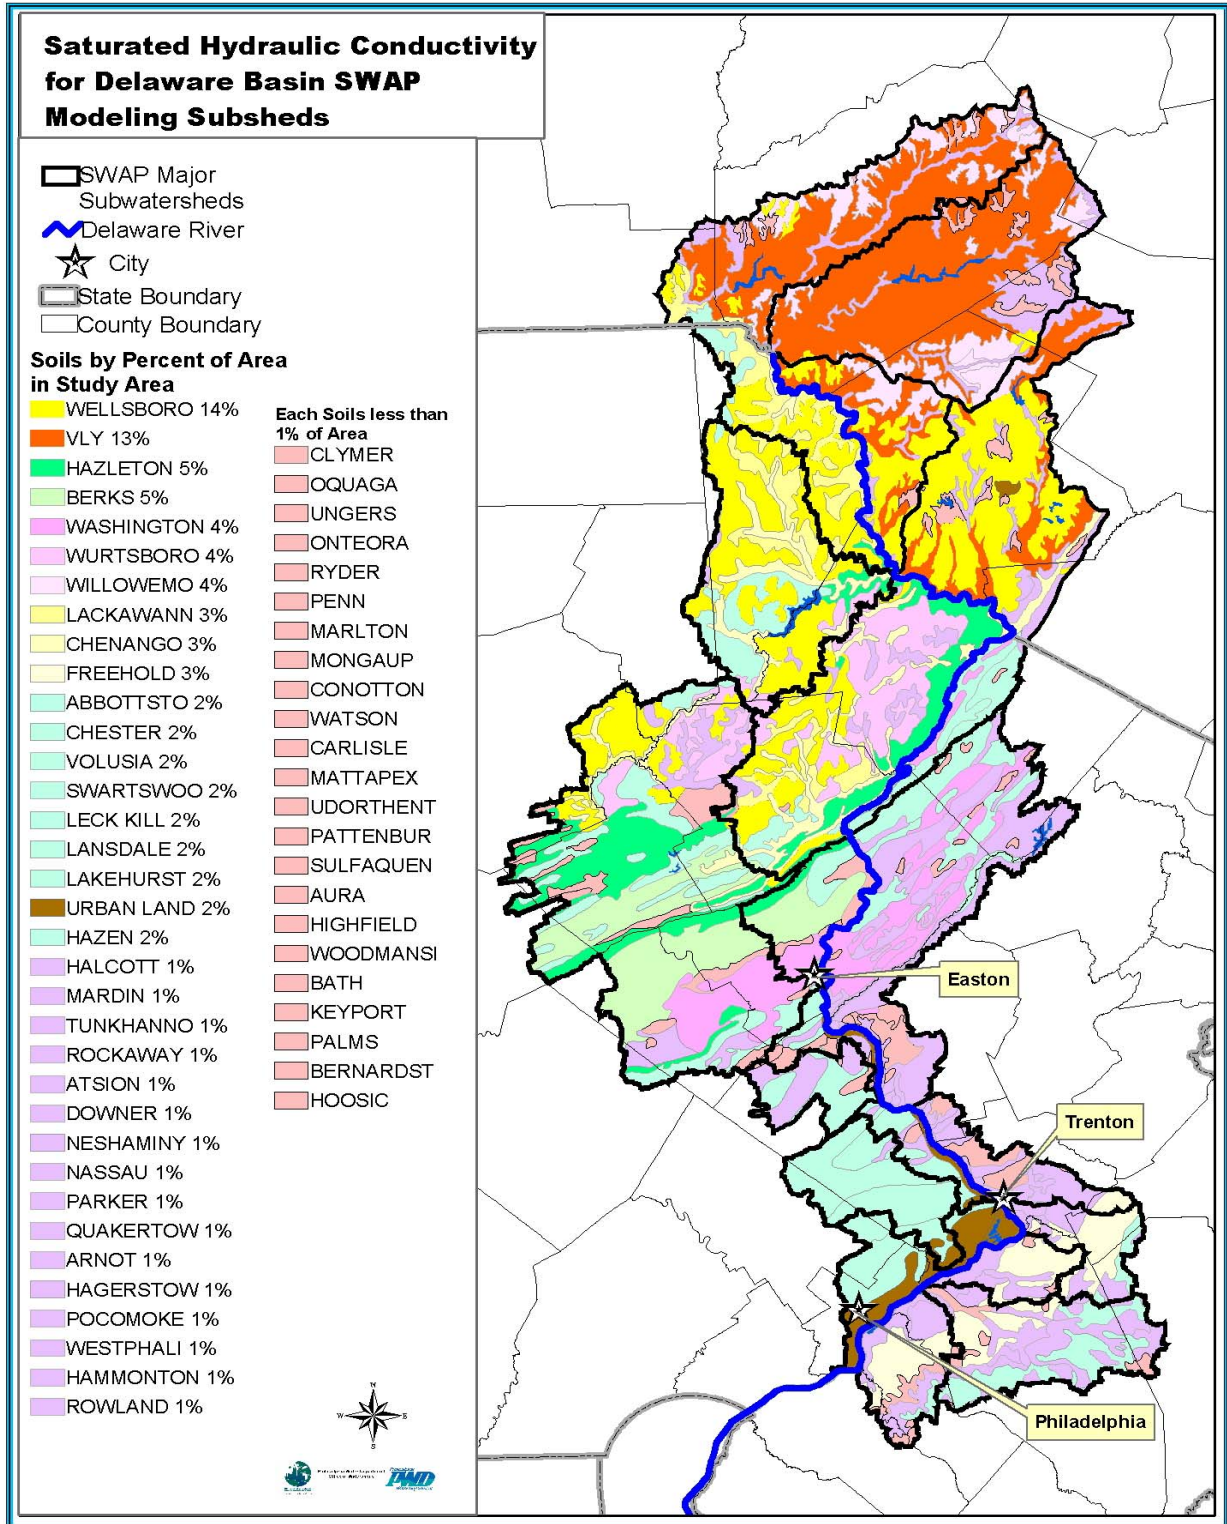 Saturated Hydraulic Conductivity
for Delaware Basin SWAP
Modeling Subsheds
SWAP Major
Subwatersheds
Delaware River
City
State Boundary
County Boundary
Soils by Percent of Area
in Study Area
WELLSBORO 14%
VLY 13%
HAZLETON 5%
BERKS 5%
WASHINGTON 4%
WURTSBORO 4%
WILLOWEMO 4%
LACKAWANN 3%
CHENANGO 3%
FREEHOLD 3%
ABBOTTSTO 2%
CHESTER 2%
VOLUSIA 2%
SWARTSWOO 2%
LECK KILL 2%
LANSDALE 2%
LAKEHURST 2%
URBAN LAND 2%
HAZEN 2%
HALCOTT 1%
MARDIN 1%
TUNKHANNO 1%
ROCKAWAY 1%
ATSION 1%
DOWNER 1%
NESHAMINY 1%
NASSAU 1%
PARKER 1%
QUAKERTOW 1%
ARNOT 1%
HAGERSTOW 1%
POCOMOKE 1%
WESTPHALI 1%
HAMMONTON 1%
ROWLAND 1%
Each Soils less than
1% of Area
CLYMER
OQUAGA
UNGERS
ONTEORA
RYDER
PENN
MARLTON
MONGAUP
CONOTTON
WATSON
CARLISLE
MATTAPEX
UDORTHENT
PATTENBUR
SULFAQUEN
AURA
HIGHFIELD
WOODMANSI
BATH
KEYPORT
PALMS
BERNARDST
HOOSIC
N
W
E
S
PWD
Easton
Trenton
Philadelphia